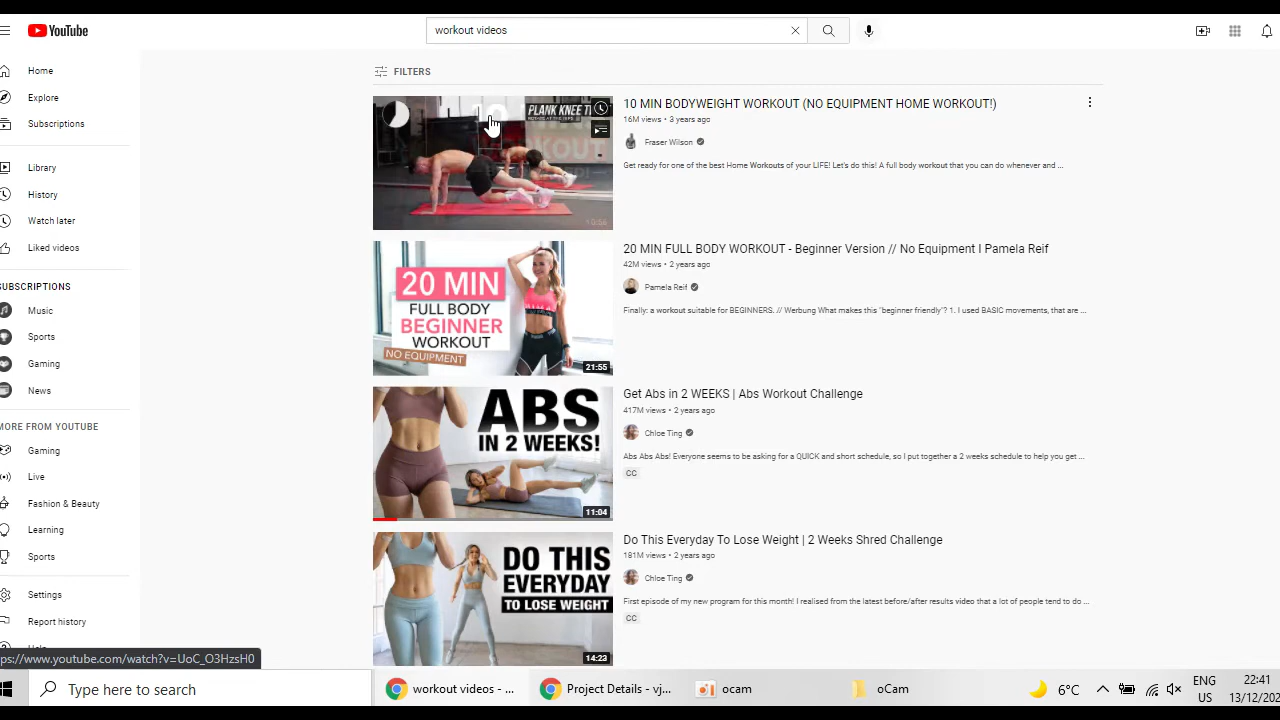 YouTube
workout videos
Home
Explore
Subscriptions
Library
History
Watch later
Liked videos
SUBSCRIPTIONS
Music
Sports
Gaming
News
MORE FROM YOUTUBE
Gaming
Live
Fashion & Beauty
Learning
Sports
Settings
Report history
FILTERS
PLANK KNEE T
10:56
10 MIN BODYWEIGHT WORKOUT (NO EQUIPMENT HOME WORKOUT!)
16M views • 3 years ago
Fraser Wilson
Get ready for one of the best Home Workouts of your LIFE! Let's do this! A full body workout that you can do whenever and ...
20 MIN
FULL BODY
BEGINNER
WORKOUT
NO EQUIPMENT
21:55
20 MIN FULL BODY WORKOUT - Beginner Version // No Equipment I Pamela Reif
42M views • 2 years ago
Pamela Reif
Finally: a workout suitable for BEGINNERS. // Werbung What makes this "beginner friendly"? 1. I used BASIC movements, that are ...
ABS
IN 2 WEEKS!
11:04
Get Abs in 2 WEEKS | Abs Workout Challenge
417M views • 2 years ago
Chloe Ting
Abs Abs Abs! Everyone seems to be asking for a QUICK and short schedule, so I put together a 2 weeks schedule to help you get ...
CC
DO THIS
EVERYDAY
TO LOSE WEIGHT
14:23
Do This Everyday To Lose Weight | 2 Weeks Shred Challenge
181M views • 2 years ago
Chloe Ting
First episode of my new program for this month! I realised from the latest before/after results video that a lot of people tend to do ...
CC
ps://www.youtube.com/watch?v=UoC_O3HzsH0
Type here to search
workout videos - ...
Project Details - vj...
ocam
oCam
6°C
ENG
US
22:41
13/12/202